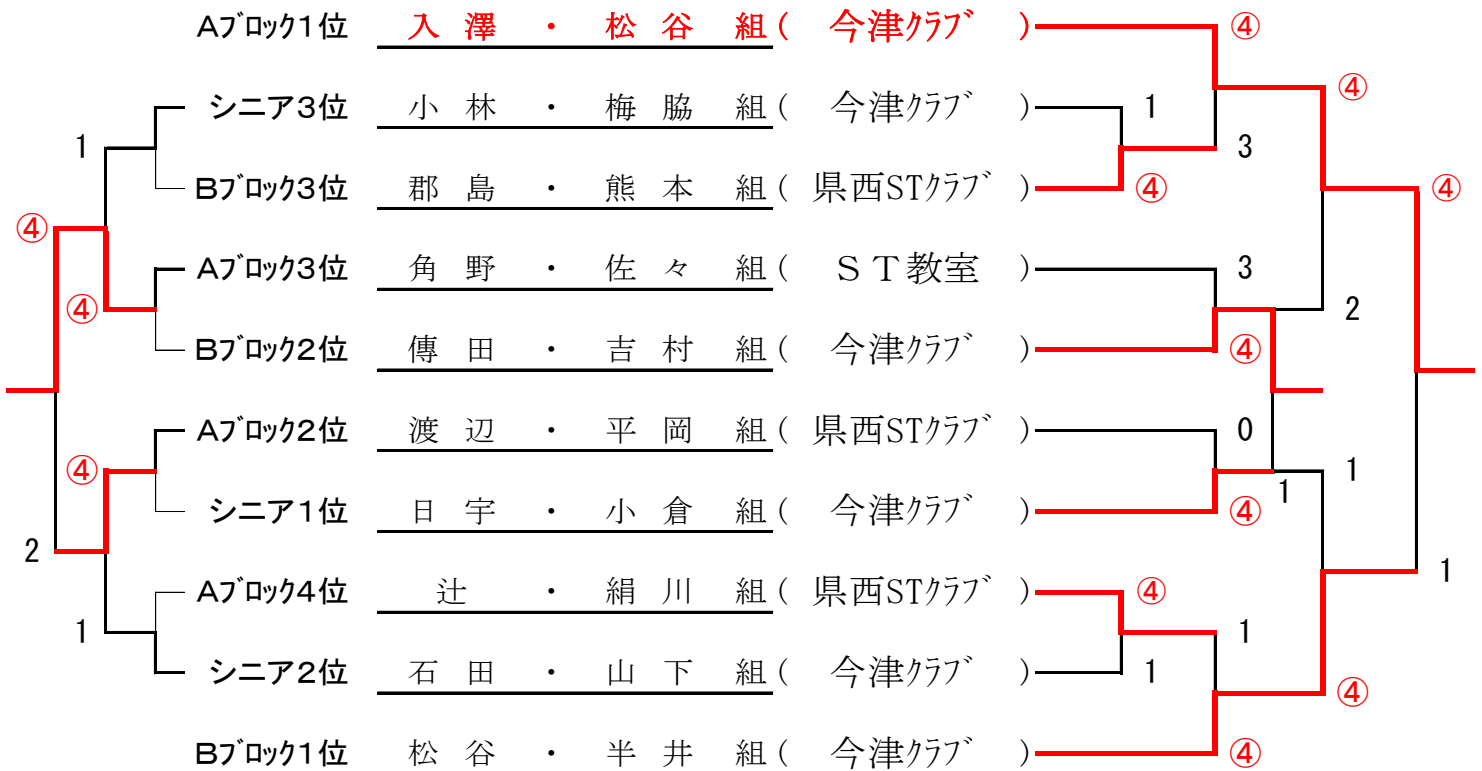 Aブロック1位 入澤・松谷 組( 今津クラブ ) ④
④
シニア3位 小林・梅脇 組( 今津クラブ ) 1
1 3
Bブロック3位 郡島・熊本 組( 県西STクラブ ) ④ ④
④
Aブロック3位 角野・佐々 組( ST教室 ) 3
④ 2
Bブロック2位 傳田・吉村 組( 今津クラブ ) ④
Aブロック2位 渡辺・平岡 組( 県西STクラブ ) 0
④ 1
1
シニア1位 日宇・小倉 組( 今津クラブ ) ④
2 1
Aブロック4位 辻・絹川 組( 県西STクラブ ) ④
1 1
シニア2位 石田・山下 組( 今津クラブ ) 1
④
Bブロック1位 松谷・半井 組( 今津クラブ ) ④